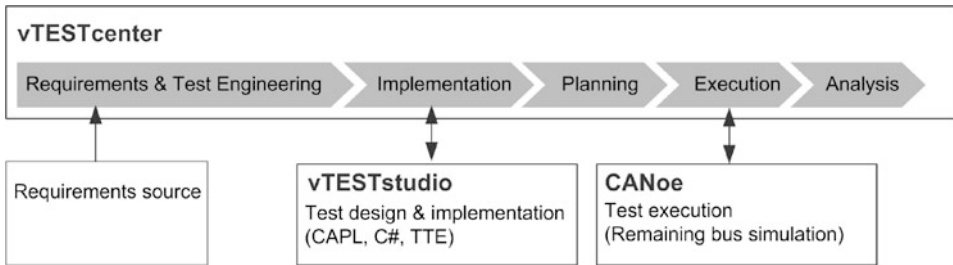 vTESTcenter
Requirements & Test Engineering
Implementation
Planning
Execution
Analysis
Requirements source
vTESTstudio
Test design & implementation
(CAPL, C#, TTE)
CANoe
Test execution
(Remaining bus simulation)